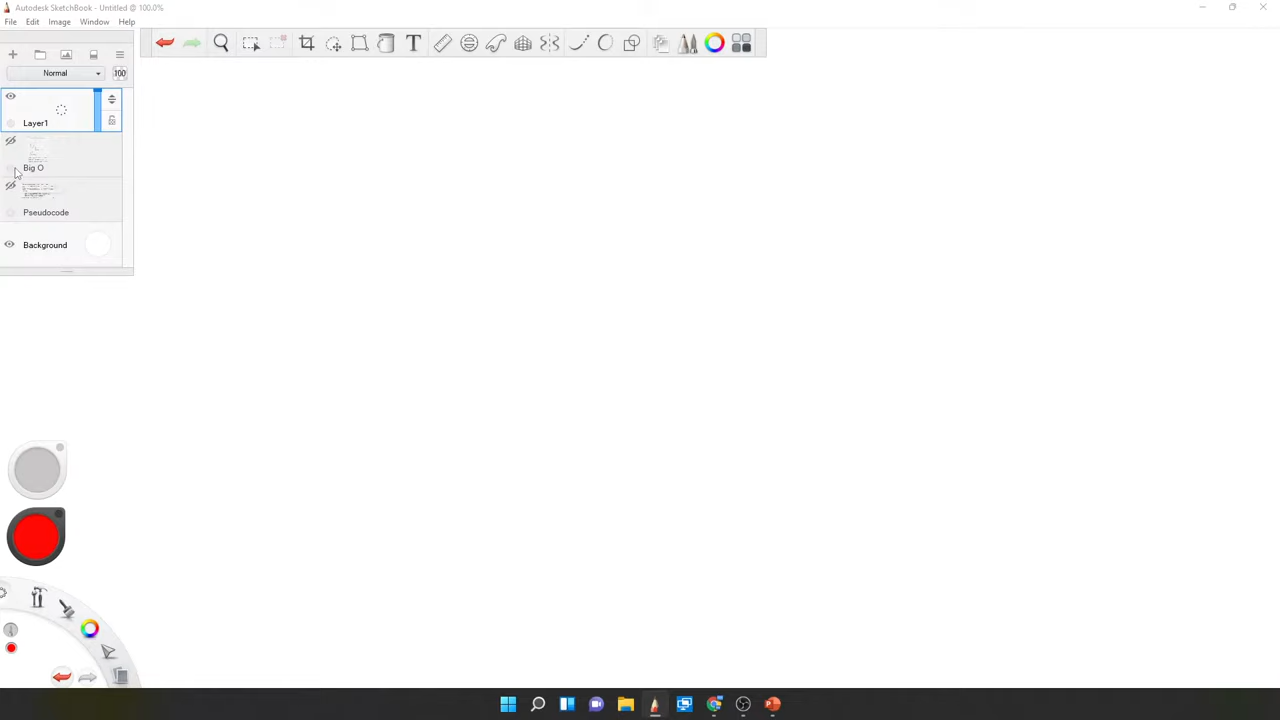 Autodesk SketchBook - Untitled @ 100.0%
File Edit Image Window Help
Normal 100
Layer1
Big O
Pseudocode
Background
T